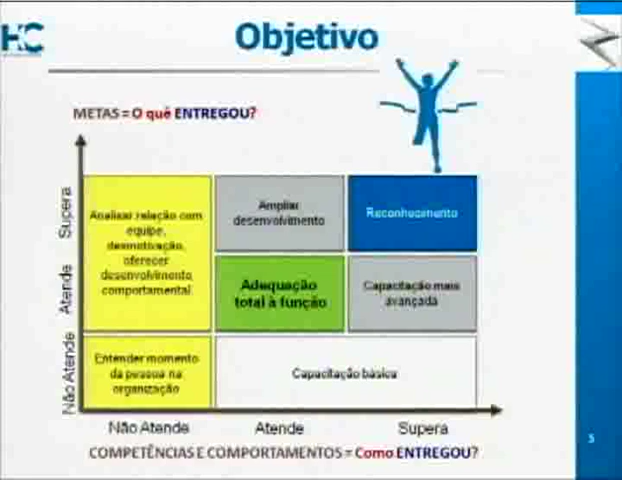 HC
Objetivo
METAS = O quê ENTREGOU?
Supera
Atende
Não Atende
Analisar relação com
equipe,
desmotivação,
oferecer
desenvolvimento
comportamental
Ampliar
desenvolvimento
Reconhecimento
Adequação
total à função
Capacitação mais
avançada
Entender momento
da pessoa na
organização
Capacitação básica
Não Atende
Atende
Supera
COMPETÊNCIAS E COMPORTAMENTOS = Como ENTREGOU?
5